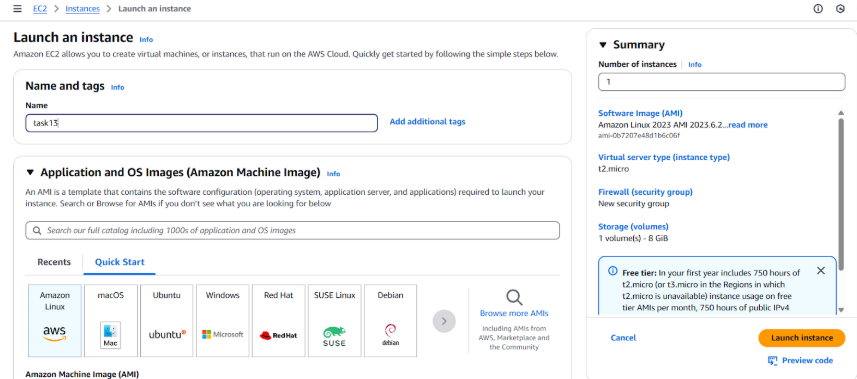 EC2 > Instances > Launch an instance
Launch an instance Info
Amazon EC2 allows you to create virtual machines, or instances, that run on the AWS Cloud. Quickly get started by following the simple steps below.
Name and tags Info
Name
task13
Add additional tags
Application and OS Images (Amazon Machine Image) Info
An AMI is a template that contains the software configuration (operating system, application server, and applications) required to launch your
instance. Search or Browse for AMIs if you don't see what you are looking for below
Search our full catalog including 1000s of application and OS images
Recents
Quick Start
Amazon
Linux
aws
macOS
Mac
Ubuntu
ubuntu
Windows
Microsoft
Red Hat
RedHat
SUSE Linux
SUSE
Debian
debian
Browse more AMIs
Including AMIs from
AWS, Marketplace and
the Community
Amazon Machine Image (AMI)
Summary
Number of instances Info
1
Software Image (AMI)
Amazon Linux 2023 AMI 2023.6.2...read more
ami-0b7207e48d1b6c06f
Virtual server type (instance type)
t2.micro
Firewall (security group)
New security group
Storage (volumes)
1 volume(s) - 8 GiB
Free tier: In your first year includes 750 hours of
t2.micro (or t3.micro in the Regions in which
t2.micro is unavailable) instance usage on free
tier AMIs per month, 750 hours of public IPv4
Cancel
Launch instance
Preview code